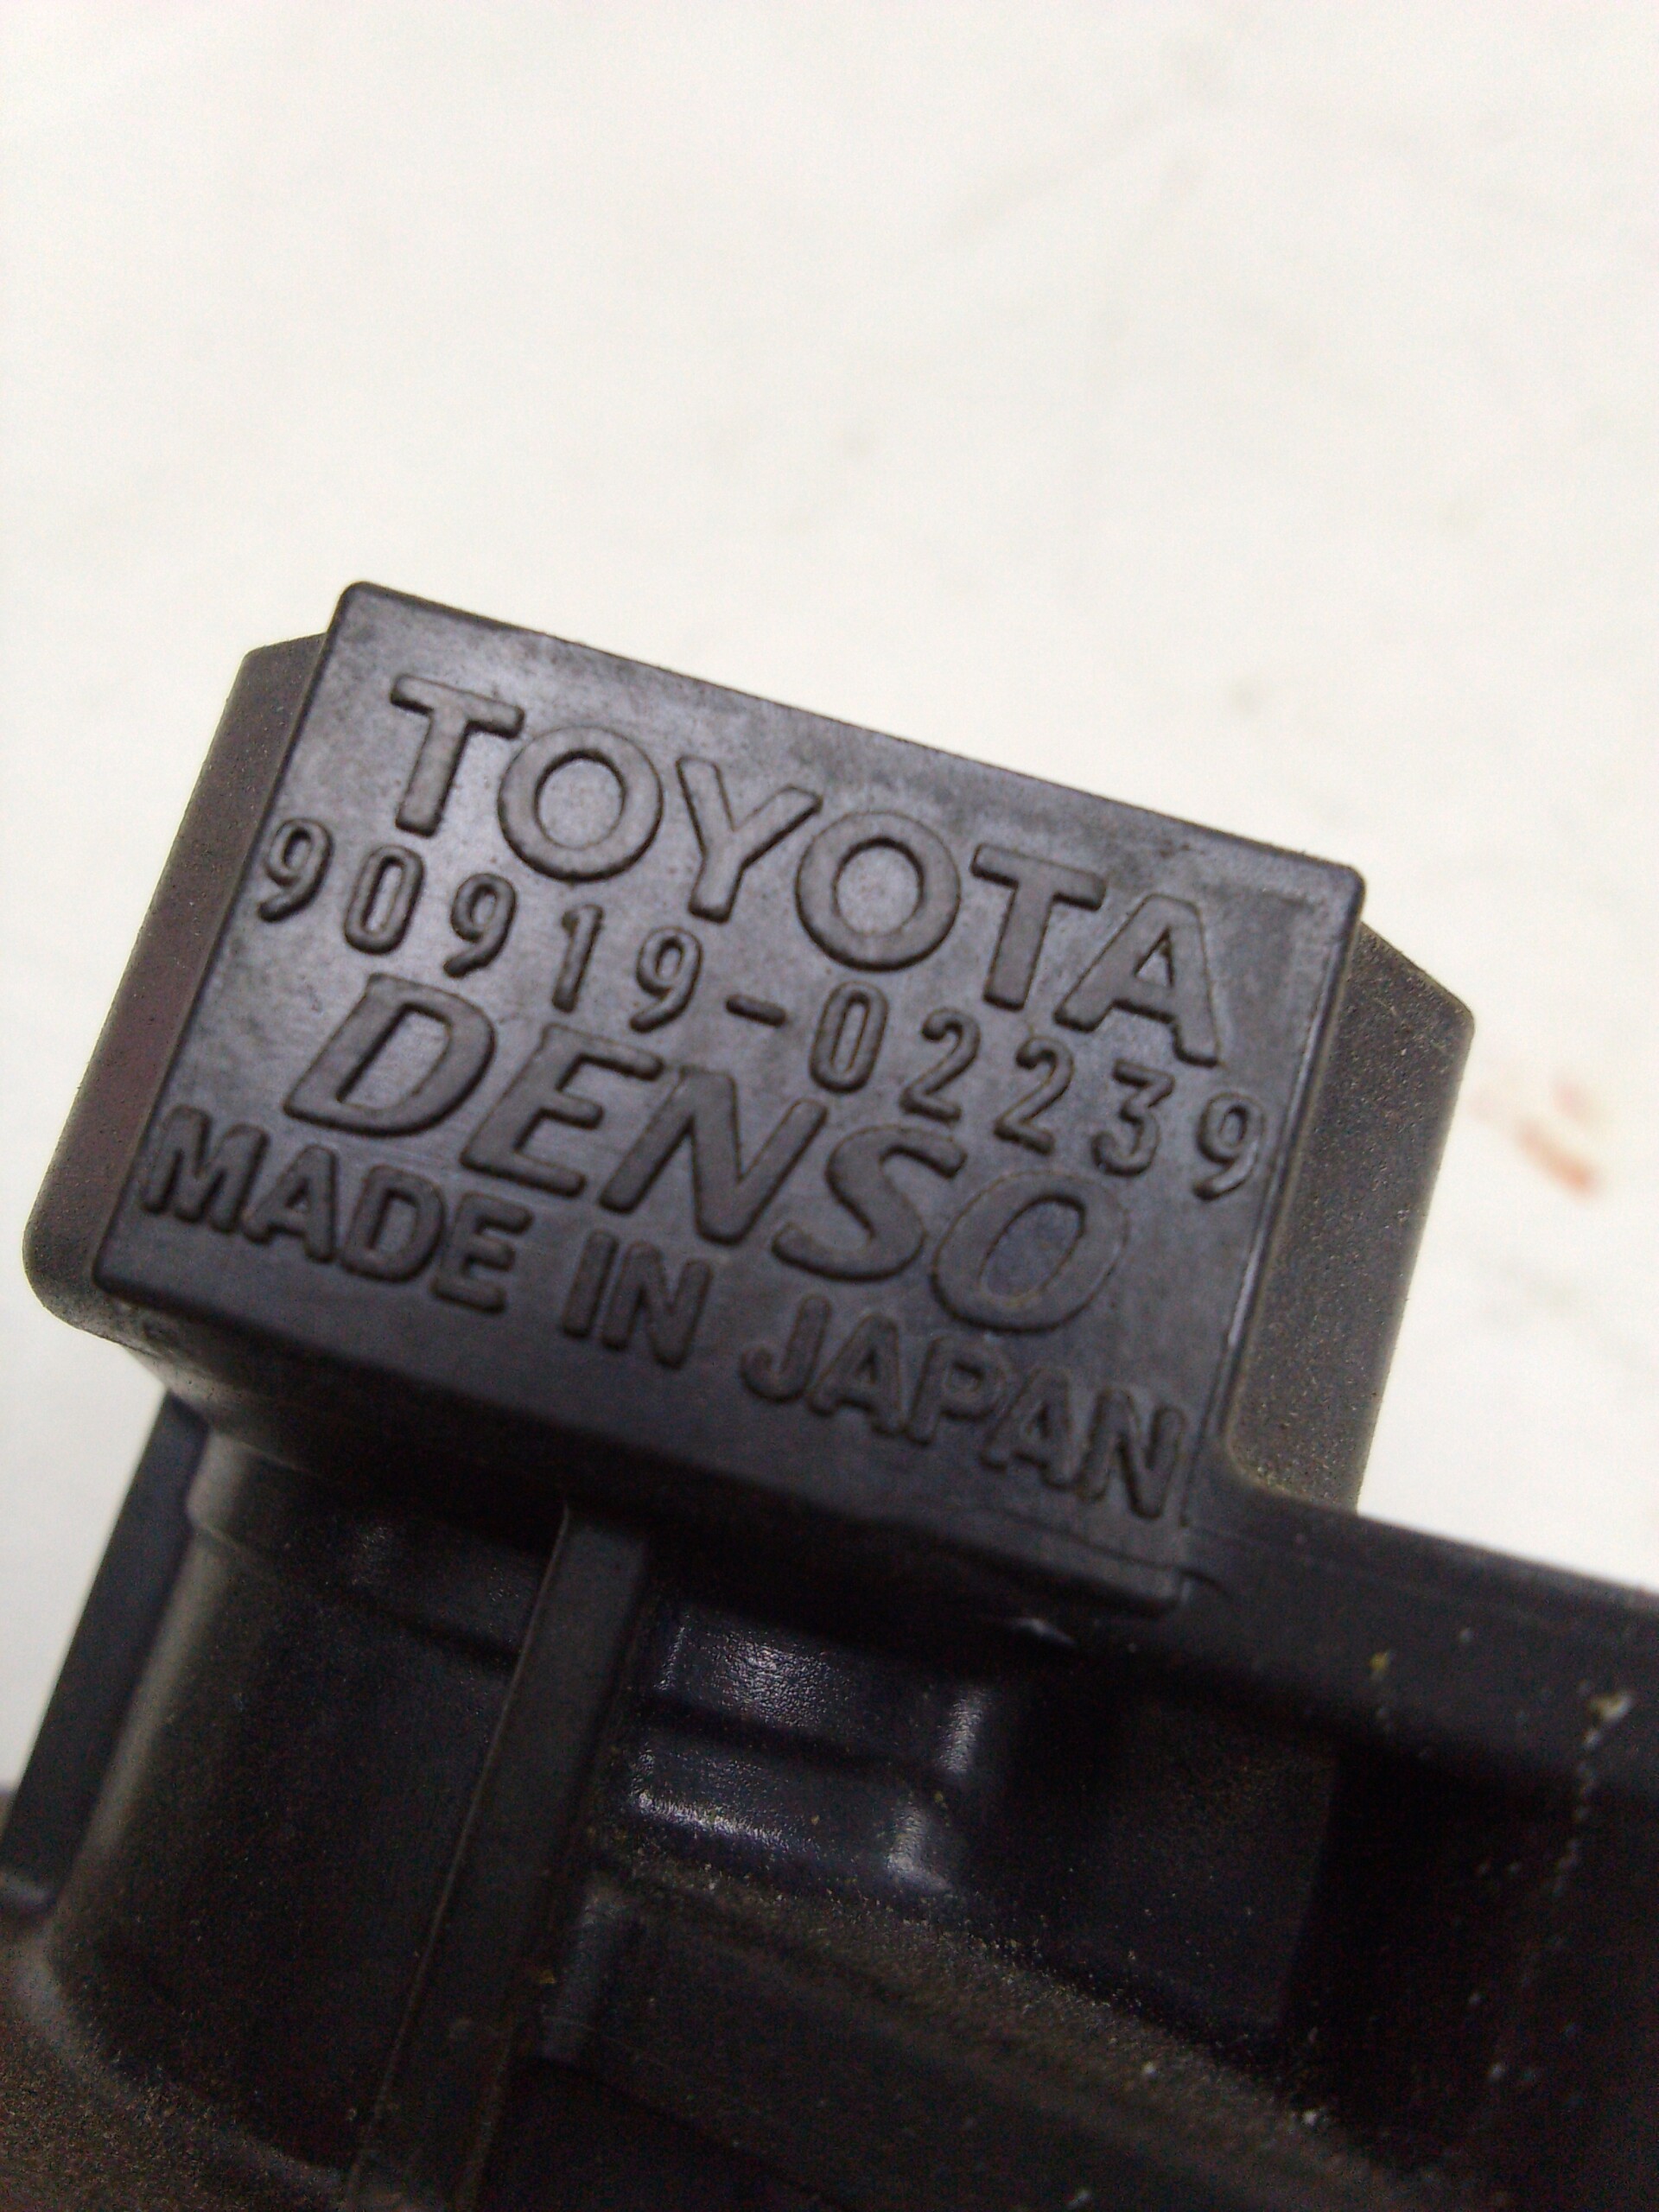 TOYOTA
90919-02239
DENSO
MADE IN JAPAN